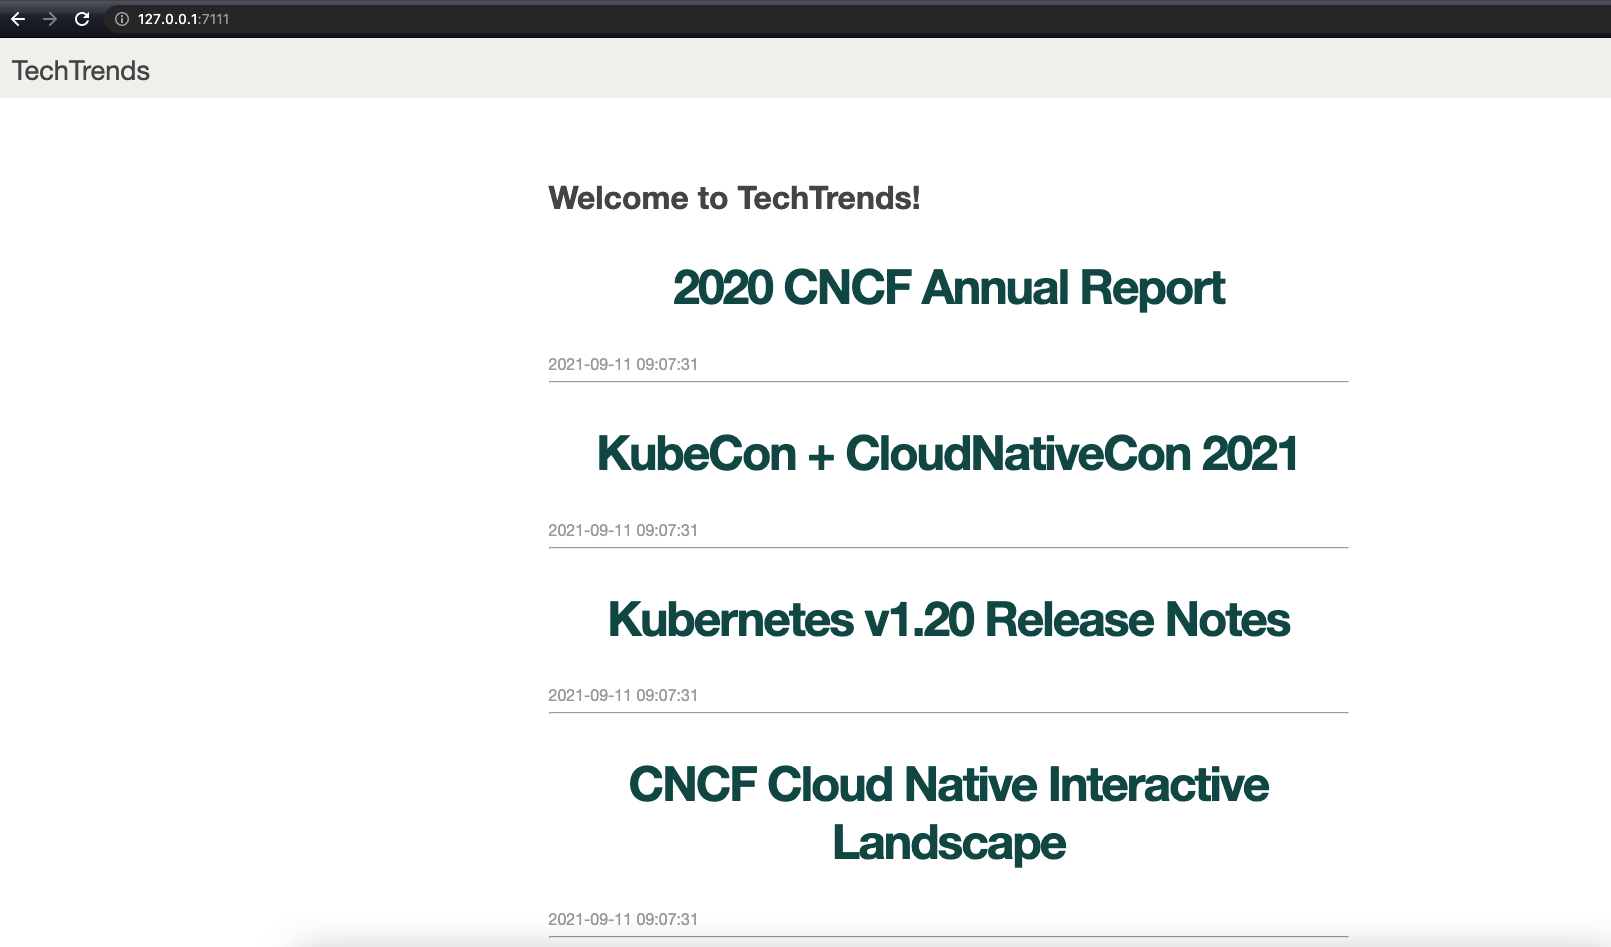 127.0.0.1:7111
TechTrends
Welcome to TechTrends!
2020 CNCF Annual Report
2021-09-11 09:07:31
KubeCon + CloudNativeCon 2021
2021-09-11 09:07:31
Kubernetes v1.20 Release Notes
2021-09-11 09:07:31
CNCF Cloud Native Interactive
Landscape
2021-09-11 09:07:31